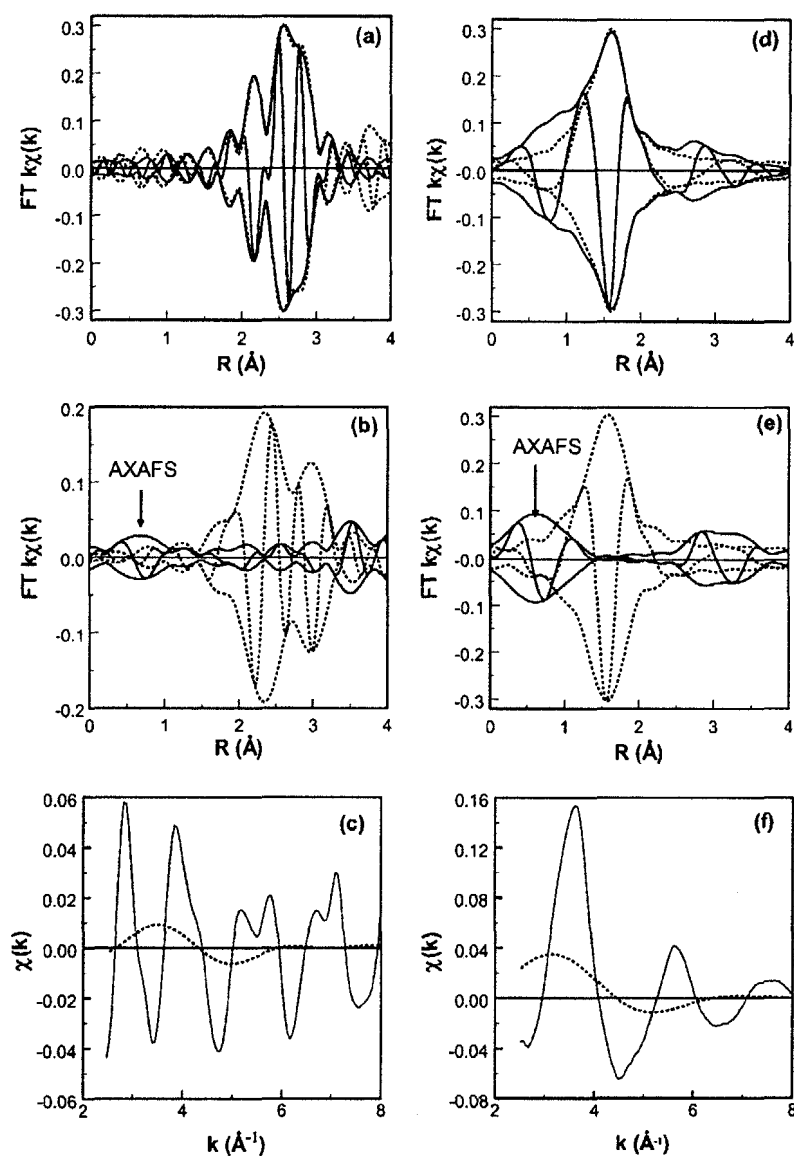 (a)
FT kχ(k)
0.3
0.2
0.1
0.0
-0.1
-0.2
-0.3
0 1 2 3 4
R (Å)
(d)
FT kχ(k)
0.3
0.2
0.1
-0.0
-0.1
-0.2
-0.3
0 1 2 3 4
R (Å)
(b)
AXAFS
FT kχ(k)
0.2
0.1
0.0
-0.1
-0.2
0 1 2 3 4
R (Å)
(e)
AXAFS
FT kχ(k)
0.3
0.2
0.1
-0.0
-0.1
-0.2
-0.3
0 1 2 3 4
R (Å)
(c)
χ(k)
0.06
0.04
0.02
0.00
-0.02
-0.04
0.06
2 4 6 8
k (Å⁻¹)
(f)
χ(k)
0.16
0.12
0.08
0.04
0.00
-0.04
-0.08
2 4 6 8
k (Å⁻¹)